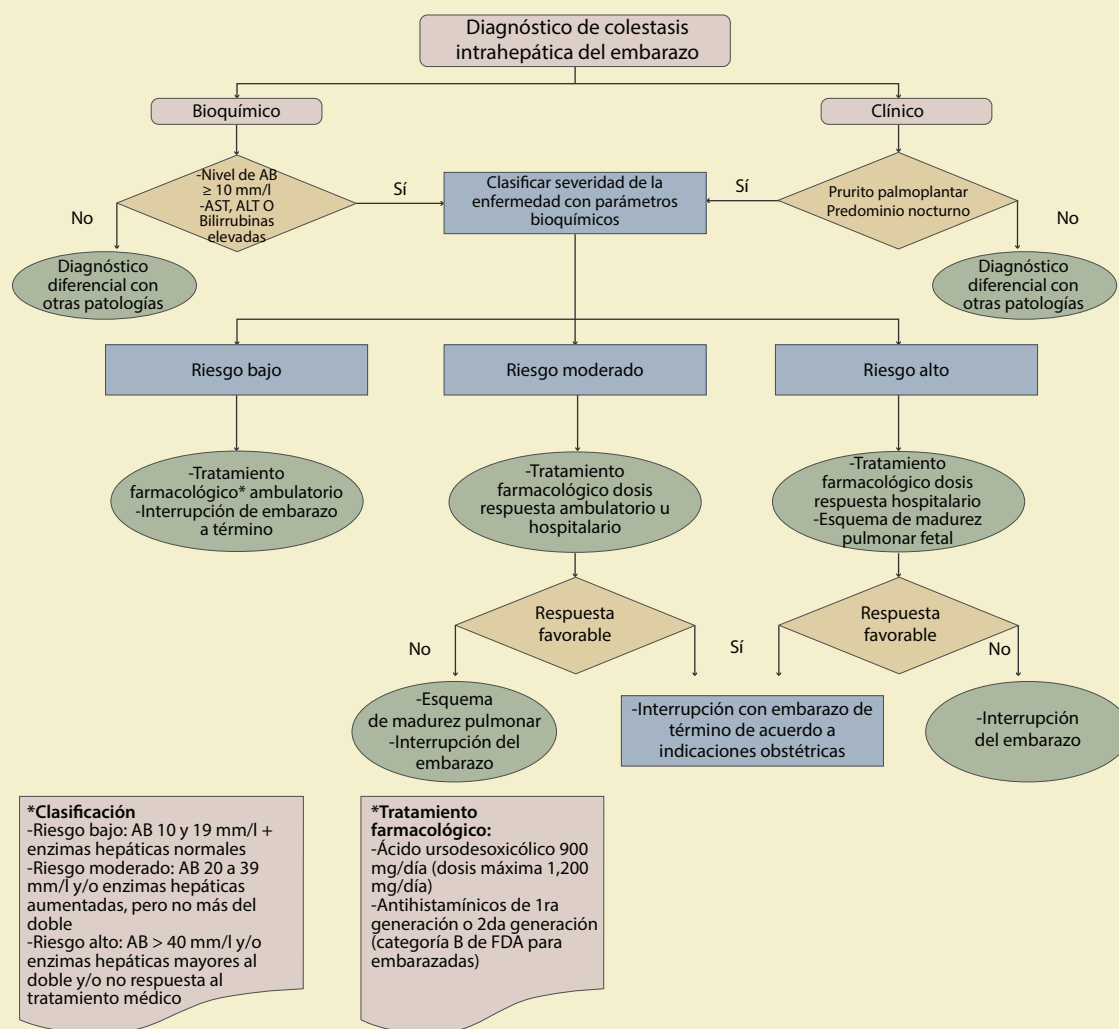 Diagnóstico de colestasis
intrahepática del embarazo
Bioquímico
Clínico
-Nivel de AB
≥ 10 mm/l
-AST, ALT O
Bilirrubinas
elevadas
Sí
No
Clasificar severidad de la
enfermedad con parámetros
bioquímicos
Sí
Prurito palmoplantar
Predominio nocturno
No
Diagnóstico
diferencial con
otras patologías
Diagnóstico
diferencial con
otras patologías
Riesgo bajo
Riesgo moderado
Riesgo alto
-Tratamiento
farmacológico* ambulatorio
-Interrupción de embarazo
a término
-Tratamiento
farmacológico dosis
respuesta ambulatorio u
hospitalario
-Tratamiento
farmacológico dosis
respuesta hospitalario
-Esquema de madurez
pulmonar fetal
Respuesta
favorable
Respuesta
favorable
No
Sí
No
-Esquema
de madurez pulmonar
-Interrupción del
embarazo
-Interrupción con embarazo de
término de acuerdo a
indicaciones obstétricas
-Interrupción
del embarazo
*Clasificación
-Riesgo bajo: AB 10 y 19 mm/l +
enzimas hepáticas normales
-Riesgo moderado: AB 20 a 39
mm/l y/o enzimas hepáticas
aumentadas, pero no más del
doble
-Riesgo alto: AB > 40 mm/l y/o
enzimas hepáticas mayores al
doble y/o no respuesta al
tratamiento médico
*Tratamiento
farmacológico:
-Ácido ursodesoxicólico 900
mg/día (dosis máxima 1,200
mg/día)
-Antihistamínicos de 1ra
generación o 2da generación
(categoría B de FDA para
embarazadas)